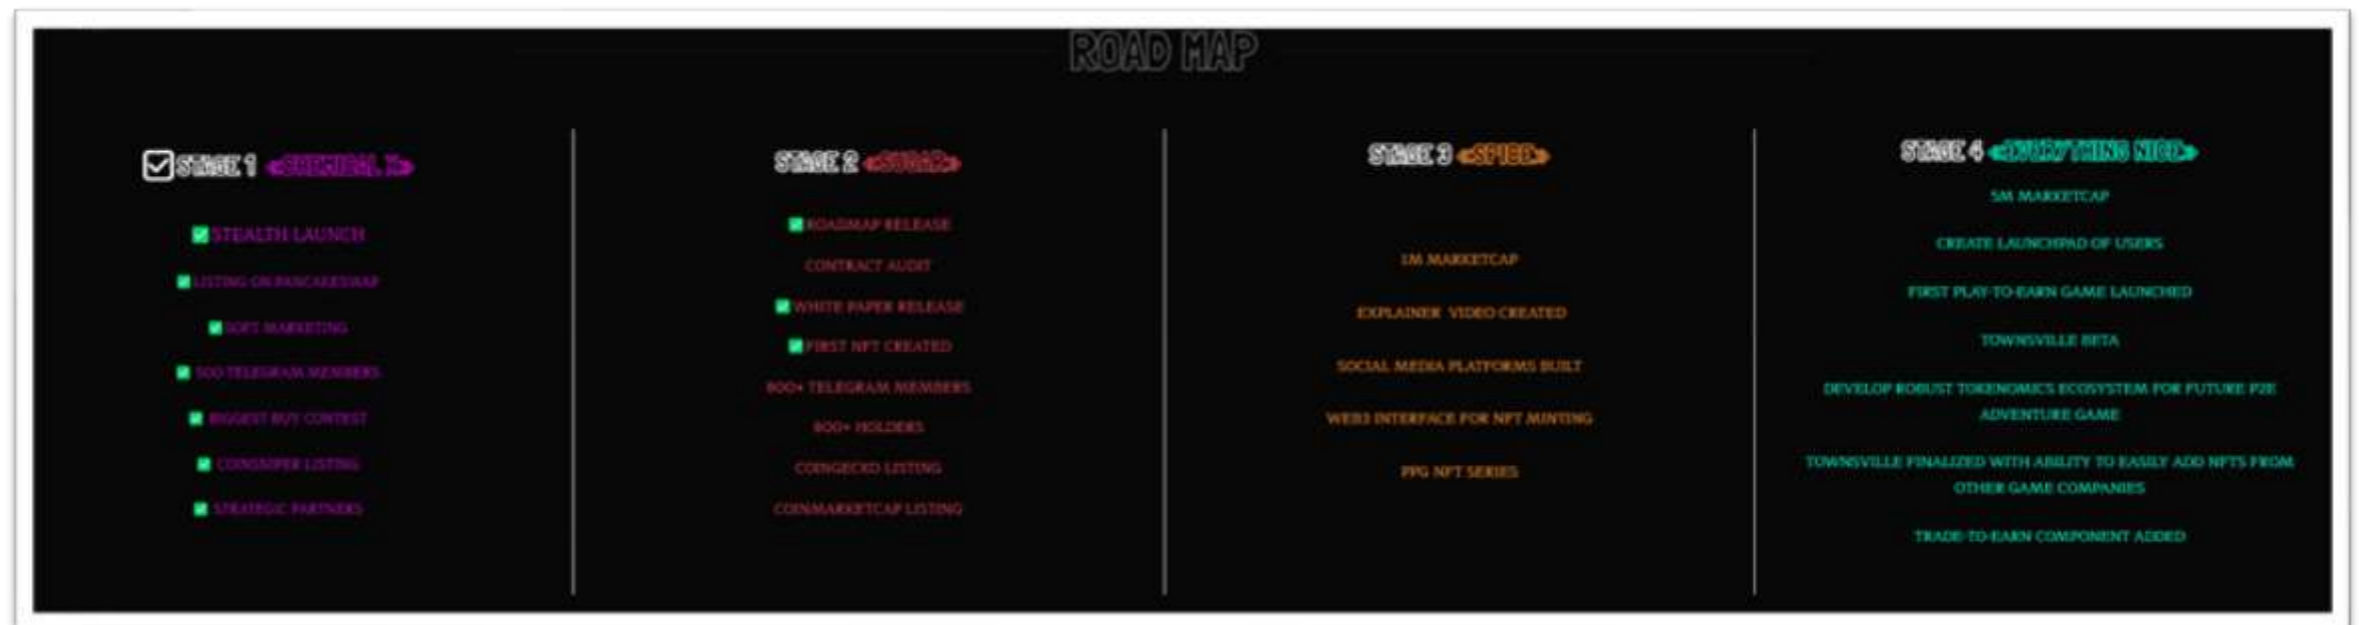 ROAD MAP
STAGE 1 <CHEMICAL X>
STEALTH LAUNCH
LISTING ON PANCAKESWAP
SOFT MARKETING
500 TELEGRAM MEMBERS
BIGGEST BUY CONTEST
COINSNIPER LISTING
STRATEGIC PARTNERS
STAGE 2 <SUGAR>
ROADMAP RELEASE
CONTRACT AUDIT
WHITE PAPER RELEASE
FIRST NFT CREATED
800+ TELEGRAM MEMBERS
800+ HOLDERS
COINGECKO LISTING
COINMARKETCAP LISTING
STAGE 3 <SPICE>
1M MARKETCAP
EXPLAINER VIDEO CREATED
SOCIAL MEDIA PLATFORMS BUILT
WEB3 INTERFACE FOR NFT MINTING
PPG NFT SERIES
STAGE 4 <EVERYTHING NICE>
5M MARKETCAP
CREATE LAUNCHPAD OF USERS
FIRST PLAY-TO-EARN GAME LAUNCHED
TOWNSVILLE BETA
DEVELOP ROBUST TOKENOMICS ECOSYSTEM FOR FUTURE P2E
ADVENTURE GAME
TOWNSVILLE FINALIZED WITH ABILITY TO EASILY ADD NFTS FROM
OTHER GAME COMPANIES
TRADE-TO-EARN COMPONENT ADDED